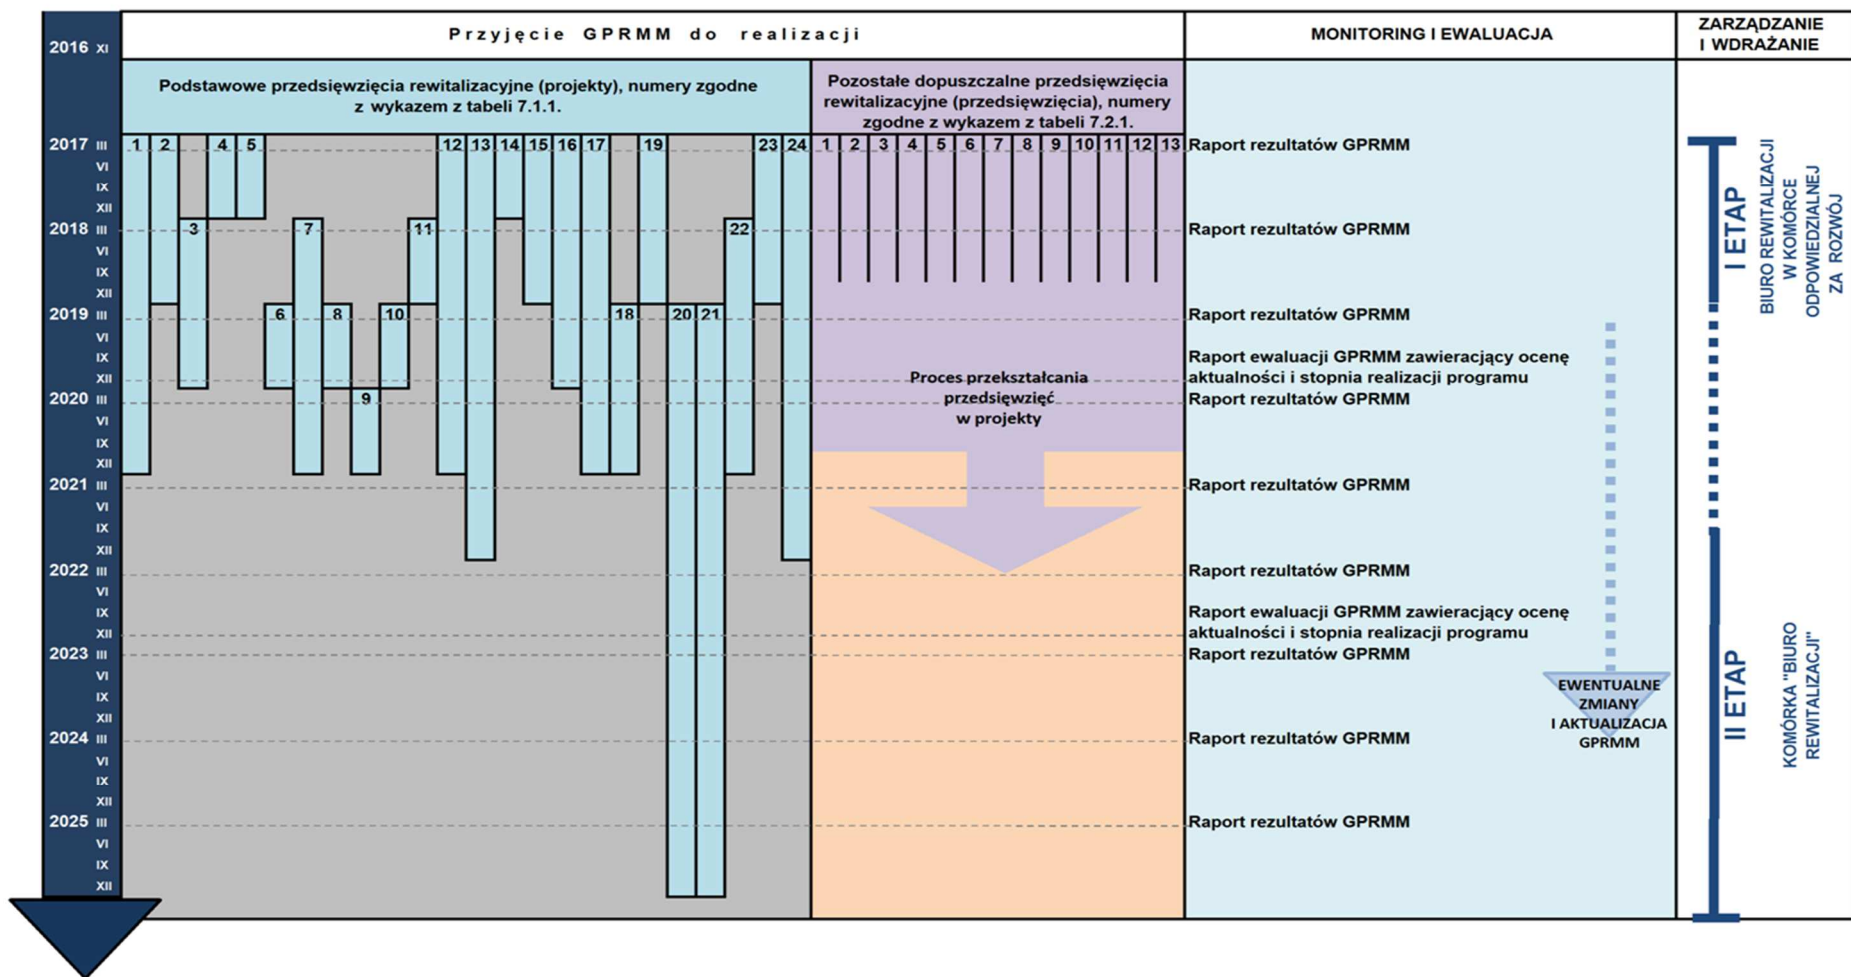 2016 XI
Przyjęcie GPRMM do realizacji
MONITORING I EWALUACJA
ZARZĄDZANIE
I WDRAŻANIE
Podstawowe przedsięwzięcia rewitalizacyjne (projekty), numery zgodne
z wykazem z tabeli 7.1.1.
Pozostałe dopuszczalne przedsięwzięcia
rewitalizacyjne (przedsięwzięcia), numery
zgodne z wykazem z tabeli 7.2.1.
2017 III
1 2 4 5 12 13 14 15 16 17 19 23 24
1 2 3 4 5 6 7 8 9 10 11 12 13
Raport rezultatów GPRMM
VI
IX
XII
2018 III
3 7 11 22
Raport rezultatów GPRMM
VI
IX
XII
2019 III
6 8 10 18 20 21
Raport rezultatów GPRMM
VI
IX
Raport ewaluacji GPRMM zawieracjący ocenę
XII
aktualności i stopnia realizacji programu
Proces przekształcania
przedsięwzięć
w projekty
2020 III
9
Raport rezultatów GPRMM
VI
IX
XII
2021 III
Raport rezultatów GPRMM
VI
IX
XII
2022 III
Raport rezultatów GPRMM
VI
IX
Raport ewaluacji GPRMM zawieracjący ocenę
XII
aktualności i stopnia realizacji programu
2023 III
Raport rezultatów GPRMM
VI
IX
XII
EWENTUALNE
ZMIANY
I AKTUALIZACJA
GPRMM
2024 III
Raport rezultatów GPRMM
VI
IX
XII
2025 III
Raport rezultatów GPRMM
VI
IX
XII
I ETAP
BIURO REWITALIZACJI
W KOMÓRCE
ODPOWIEDZIALNEJ
ZA ROZWÓJ
II ETAP
KOMÓRKA "BIURO
REWITALIZACJI"